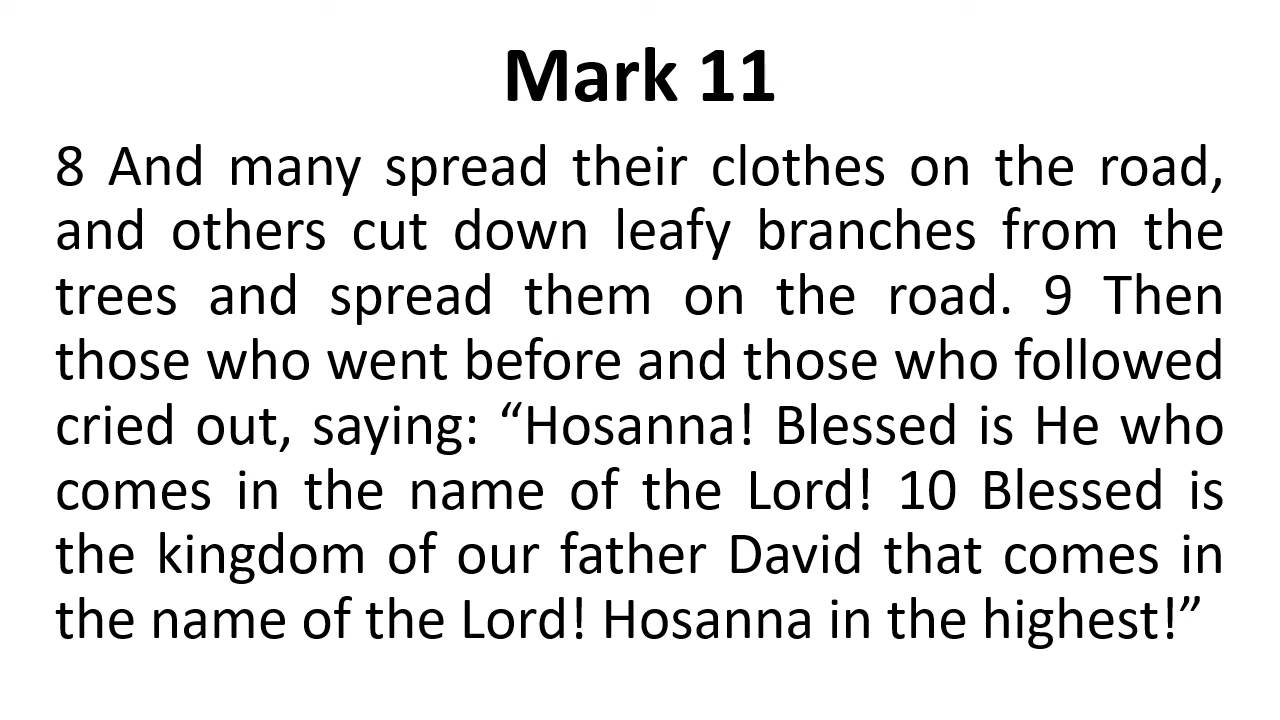 Mark 11
8 And many spread their clothes on the road,
and others cut down leafy branches from the
trees and spread them on the road. 9 Then
those who went before and those who followed
cried out, saying: “Hosanna! Blessed is He who
comes in the name of the Lord! 10 Blessed is
the kingdom of our father David that comes in
the name of the Lord! Hosanna in the highest!”